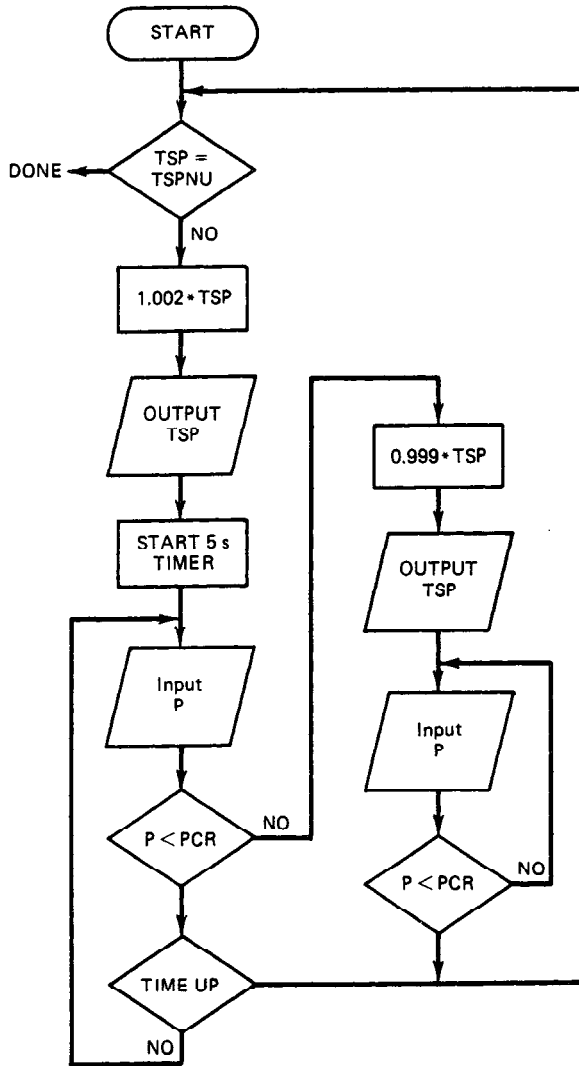 START
TSP =
TSPNU
DONE
NO
1.002 * TSP
OUTPUT
TSP
START 5 s
TIMER
Input
P
P < PCR
NO
TIME UP
NO
0.999 * TSP
OUTPUT
TSP
Input
P
P < PCR
NO